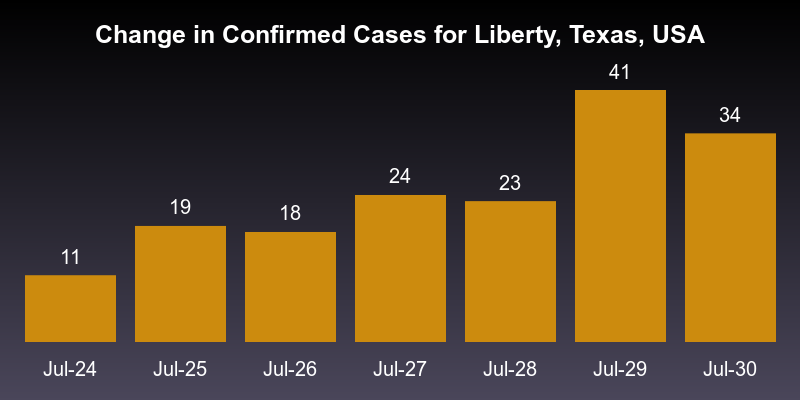 Change in Confirmed Cases for Liberty, Texas, USA
11
19
18
24
23
41
34
Jul-24
Jul-25
Jul-26
Jul-27
Jul-28
Jul-29
Jul-30